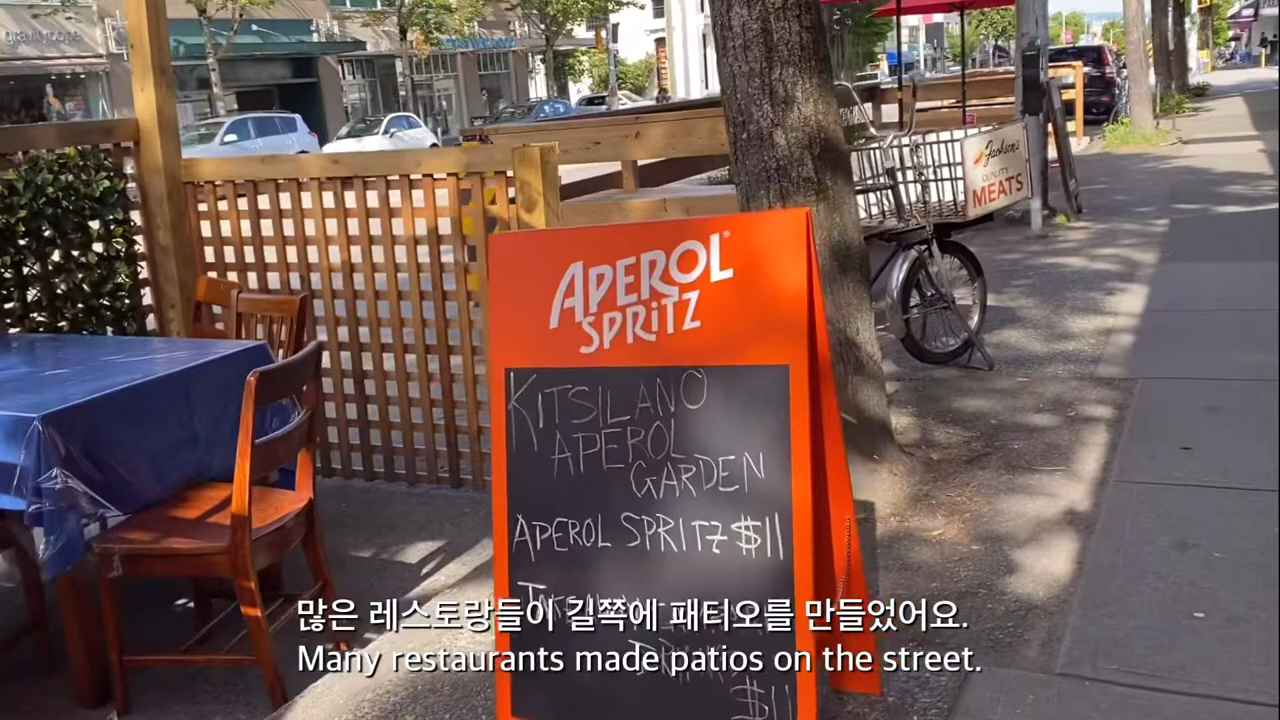 gravitypope
Jackson's
QUALITY
MEATS
APEROL
SPRiTZ
KITSILANO
APEROL
GARDEN
APEROL SPRITZ $11
$11
많은 레스토랑들이 길쪽에 패티오를 만들었어요.
Many restaurants made patios on the street.